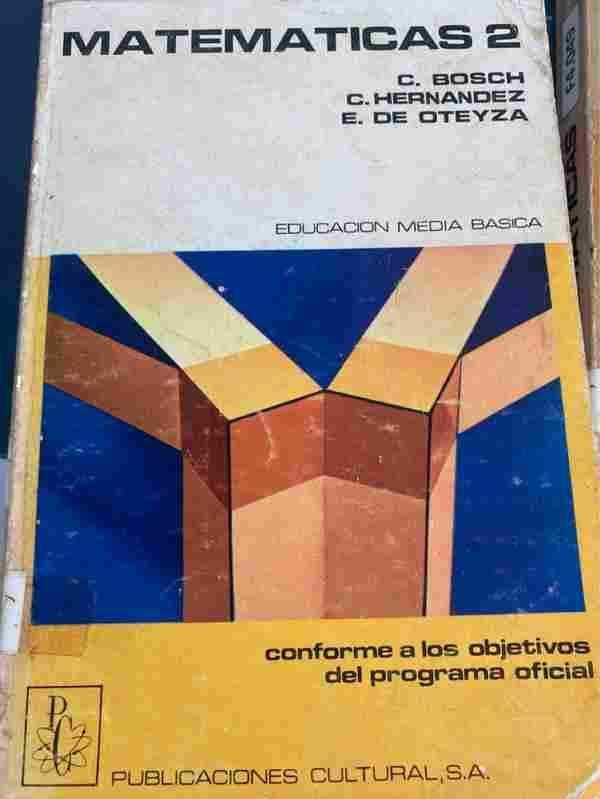 MATEMATICAS 2
C. BOSCH
C. HERNANDEZ
E. DE OTEYZA
EDUCACION MEDIA BASICA
conforme a los objetivos
del programa oficial
PC
PUBLICACIONES CULTURAL, S.A.